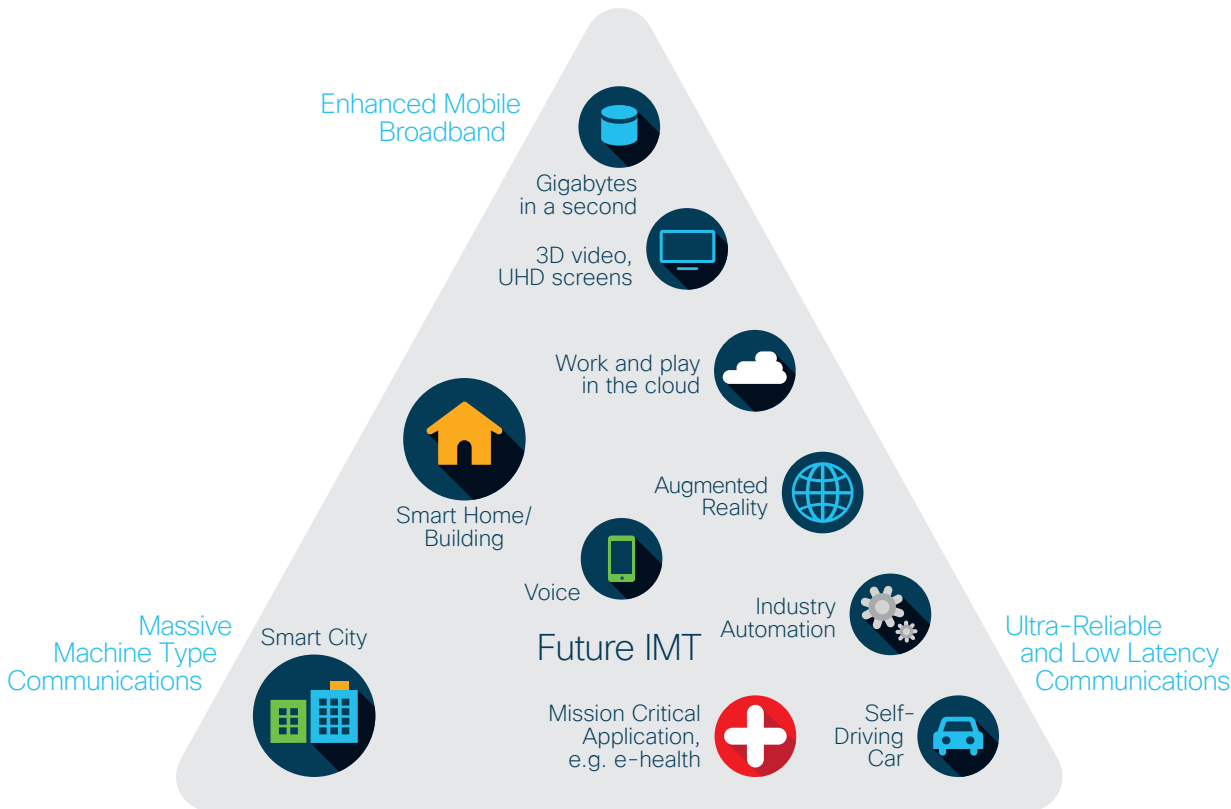 Enhanced Mobile
Broadband
Gigabytes
in a second
3D video,
UHD screens
Work and play
in the cloud
Smart Home/
Building
Augmented
Reality
Voice
Industry
Automation
Massive
Machine Type
Communications
Smart City
Future IMT
Ultra-Reliable
and Low Latency
Communications
Mission Critical
Application,
e.g. e-health
Self-
Driving
Car